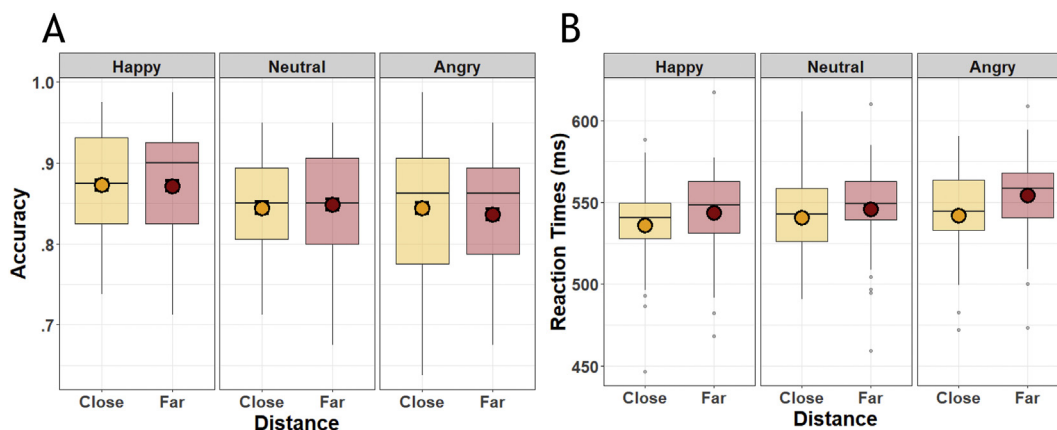 A
Happy Neutral Angry
1.0
.9
.8
.7
Accuracy
Close Far Close Far Close Far
Distance
B
Happy Neutral Angry
600
550
500
450
Reaction Times (ms)
Close Far Close Far Close Far
Distance